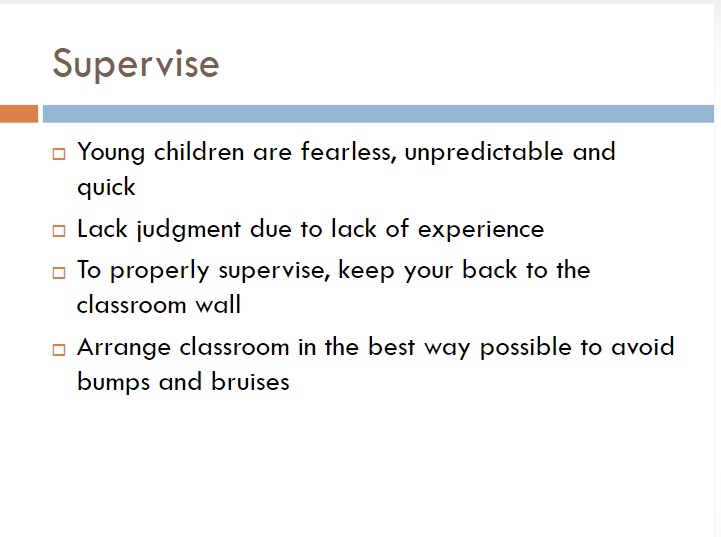 Supervise
Young children are fearless, unpredictable and
quick
Lack judgment due to lack of experience
To properly supervise, keep your back to the
classroom wall
Arrange classroom in the best way possible to avoid
bumps and bruises